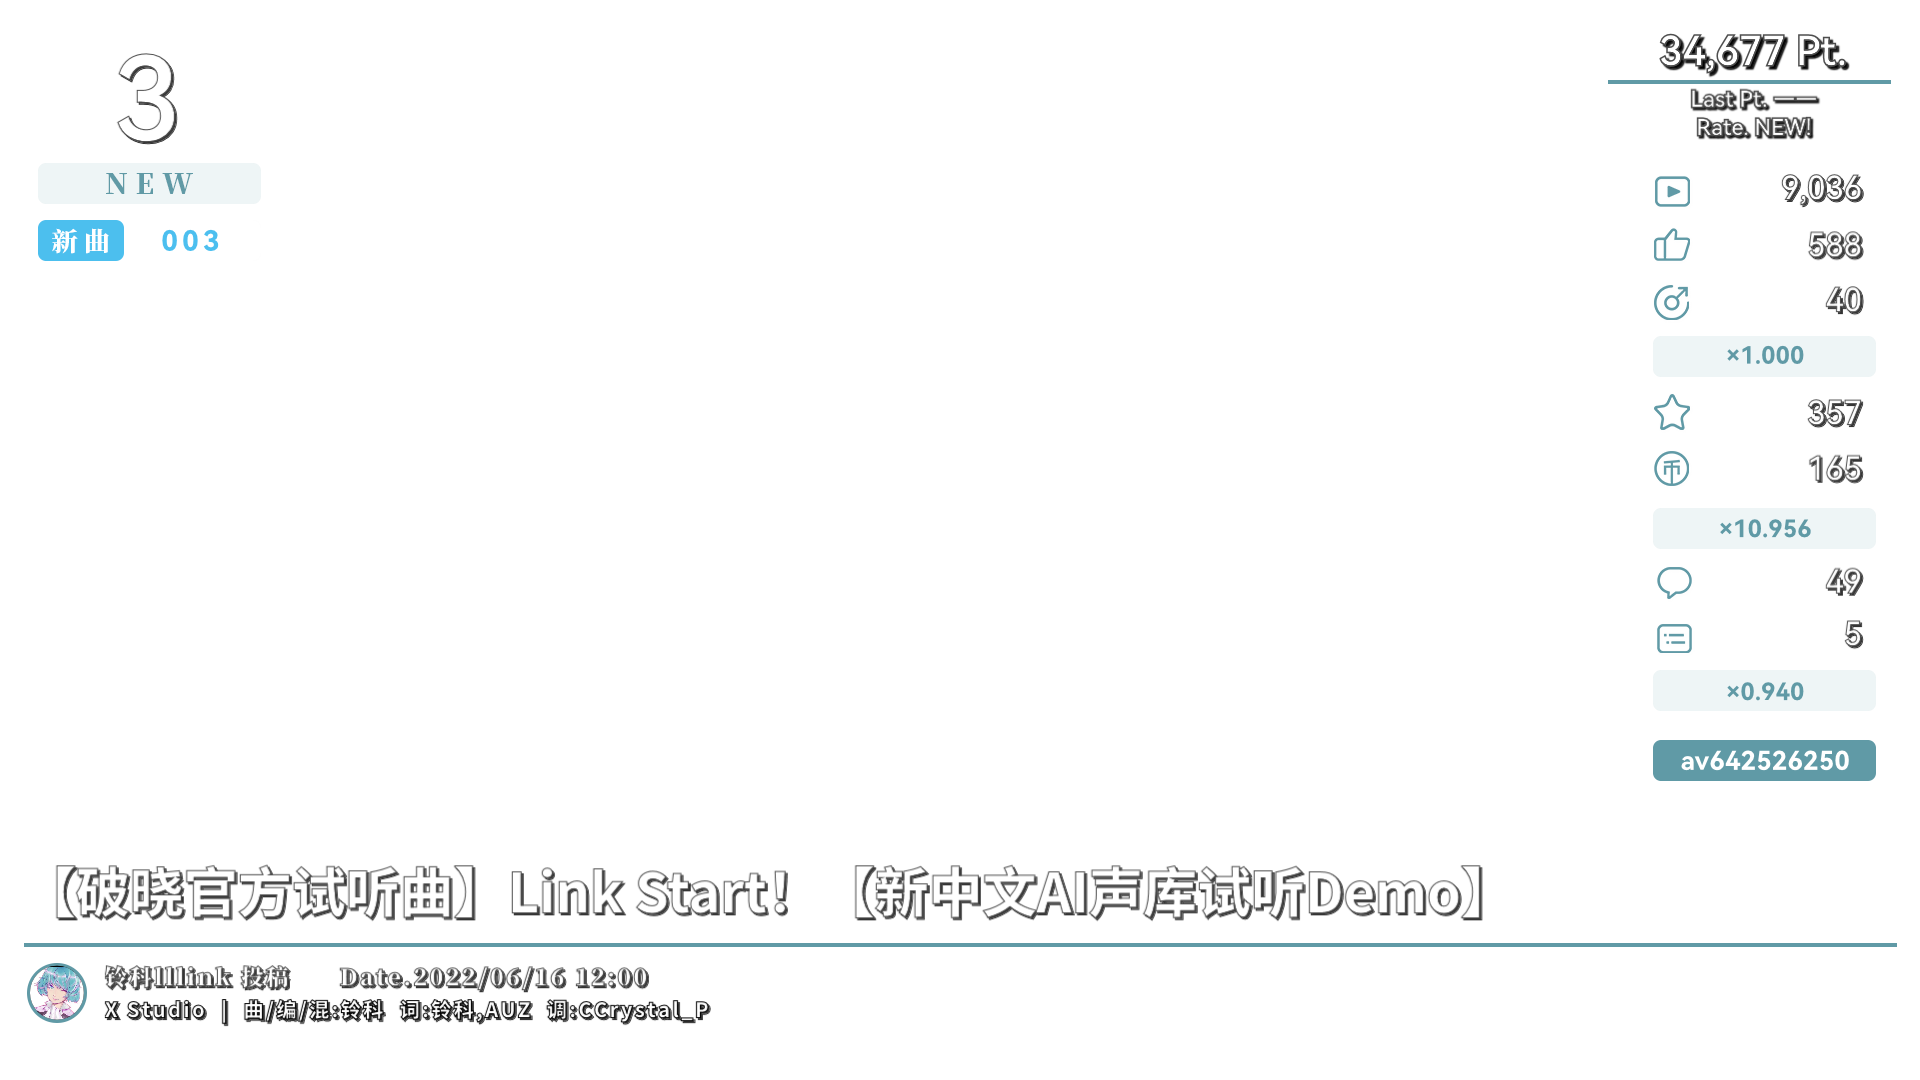 3
NEW
新曲 003
34,677 Pt.
Last Pt. ——
Rate. NEW!
9,036
588
40
×1.000
357
165
×10.956
49
5
×0.940
av642526250
【破晓官方试听曲】Link Start! 【新中文AI声库试听Demo】
铃科lllink 投稿 Date.2022/06/16 12:00
X Studio | 曲/编/混:铃科 词:铃科,AUZ 调:CCrystal_P